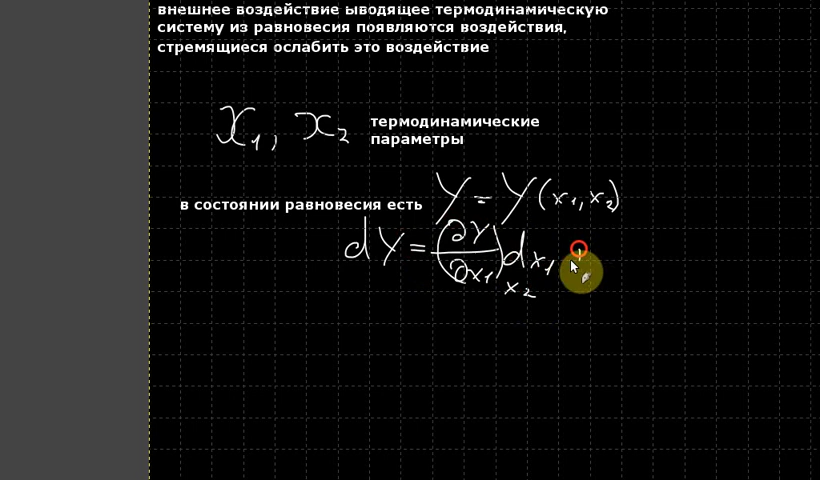 внешнее воздействие ыводящее термодинамическую
систему из равновесия появляются воздействия,
стремящиеся ослабить это воздействие
x₁, x₂ термодинамические
параметры
в состоянии равновесия есть Y = Y(x₁, x₂)
dY = (∂Y/∂x₁)x₂ dx₁